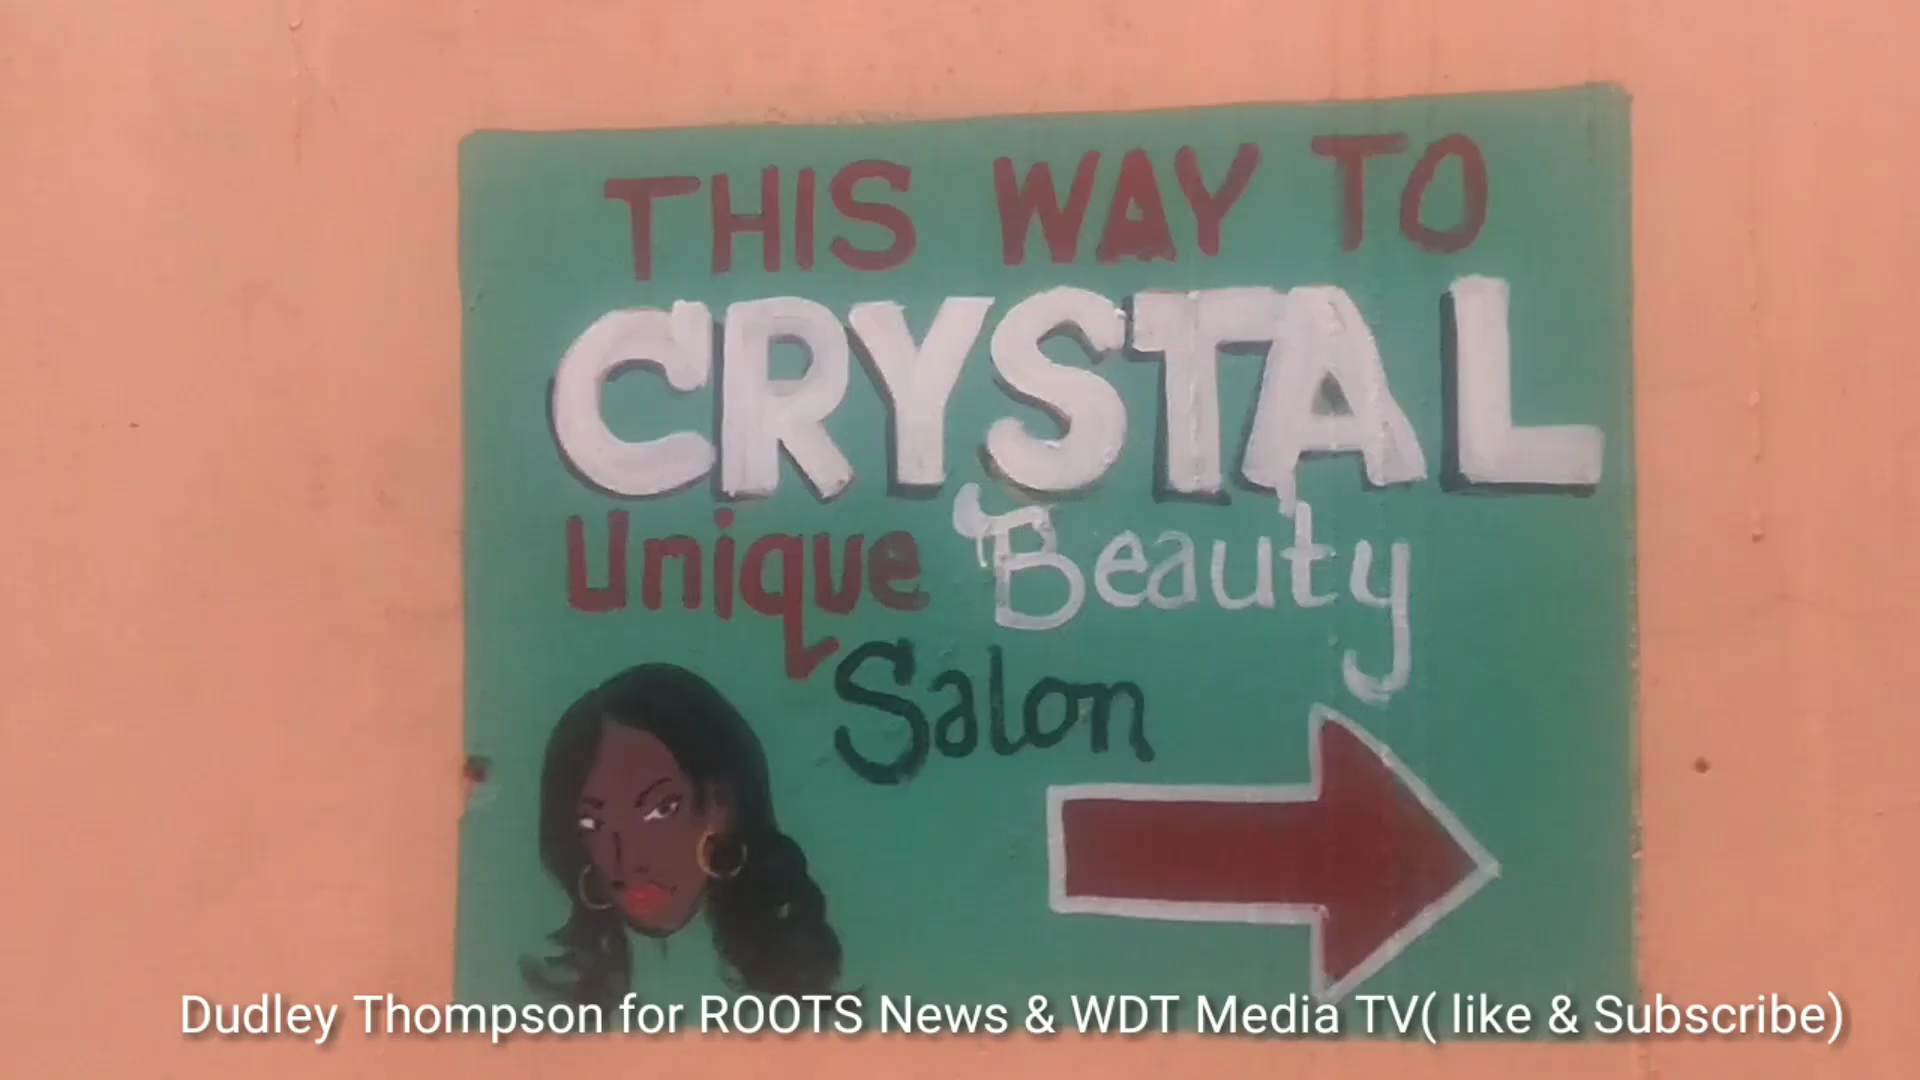 THIS WAY TO
CRYSTAL
Unique Beauty
Salon
Dudley Thompson for ROOTS News & WDT Media TV( like & Subscribe)